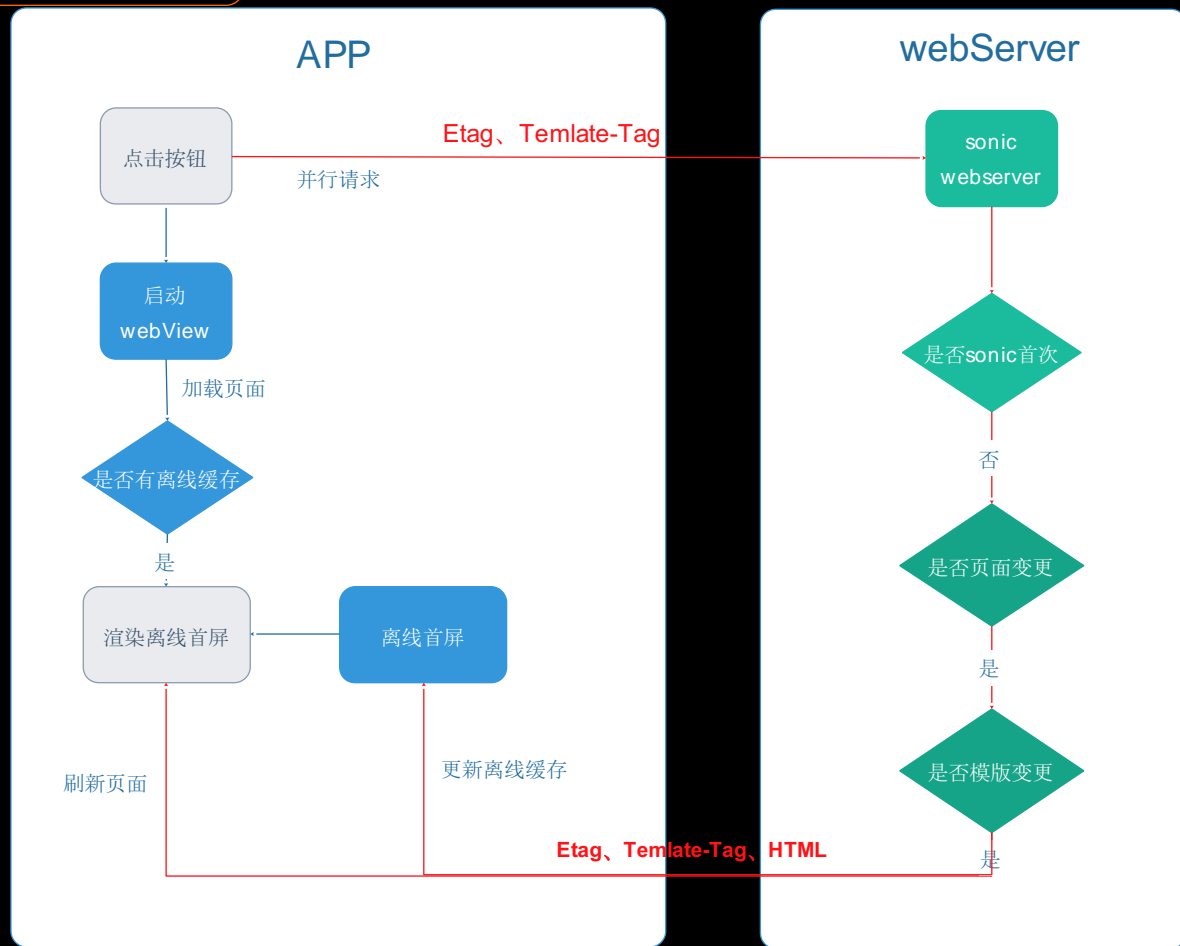 APP
点击按钮
Etag、Temlate-Tag
并行请求
启动
webView
加载页面
是否有离线缓存
是
渲染离线首屏
离线首屏
刷新页面
更新离线缓存
Etag、Temlate-Tag、HTML
webServer
sonic
webserver
是否sonic首次
否
是否页面变更
是
是否模版变更
是